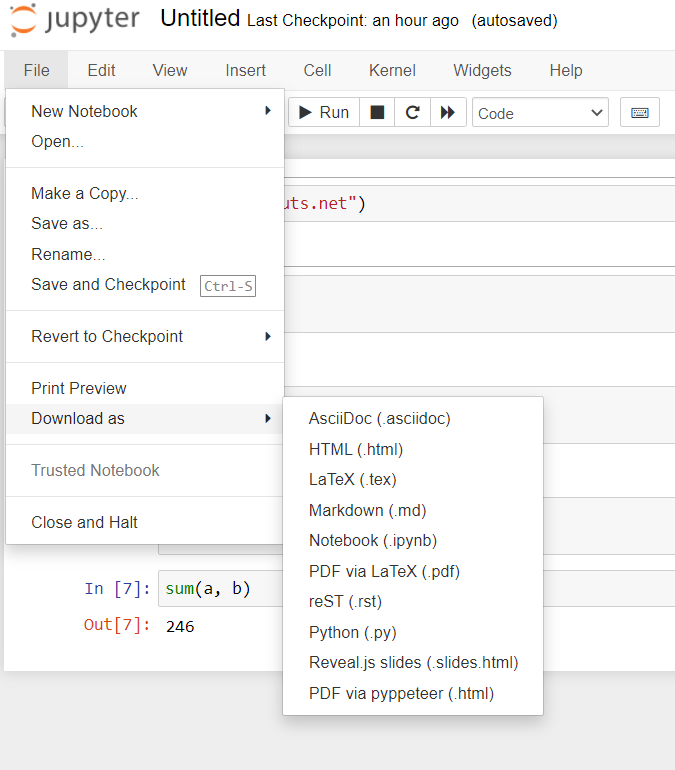 jupyter Untitled Last Checkpoint: an hour ago (autosaved)
File Edit View Insert Cell Kernel Widgets Help
Run Code
New Notebook
Open...
Make a Copy...
Save as...
Rename...
Save and Checkpoint Ctrl-S
Revert to Checkpoint
Print Preview
Download as
Trusted Notebook
Close and Halt
AsciiDoc (.asciidoc)
HTML (.html)
LaTeX (.tex)
Markdown (.md)
Notebook (.ipynb)
PDF via LaTeX (.pdf)
reST (.rst)
Python (.py)
Reveal.js slides (.slides.html)
PDF via pyppeteer (.html)
uts.net")
In [7]: sum(a, b)
Out[7]: 246